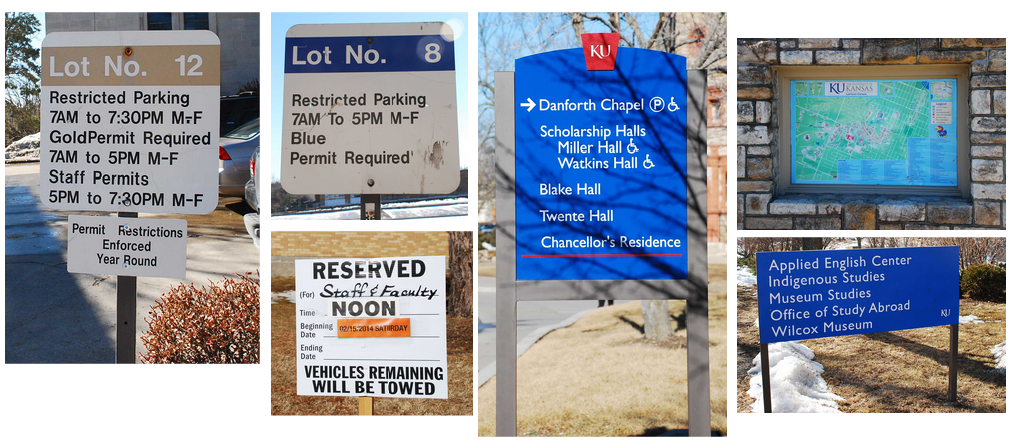 Lot No. 12
Restricted Parking
7AM to 7:30PM M-F
GoldPermit Required
7AM to 5PM M-F
Staff Permits
5PM to 7:30PM M-F
Permit Restrictions
Enforced
Year Round
Lot No. 8
Restricted Parking
7AM To 5PM M-F
Blue
Permit Required
RESERVED
(For) Staff & Faculty
Time NOON
Beginning
Date 02/15/2014 SATURDAY
Ending
Date
VEHICLES REMAINING
WILL BE TOWED
KU
Danforth Chapel P
Scholarship Halls
Miller Hall
Watkins Hall
Blake Hall
Twente Hall
Chancellor's Residence
KU KANSAS
Applied English Center
Indigenous Studies
Museum Studies
Office of Study Abroad
Wilcox Museum
KU